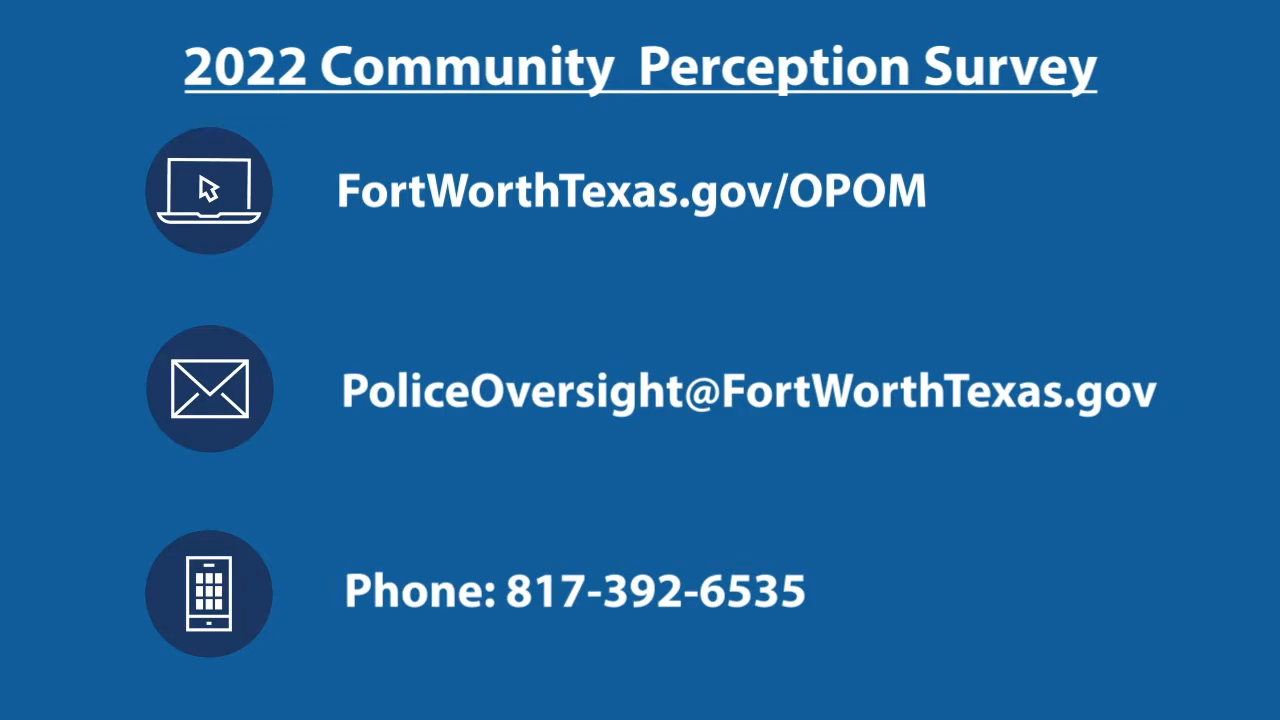 2022 Community  Perception Survey
FortWorthTexas.gov/OPOM
PoliceOversight@FortWorthTexas.gov
Phone: 817-392-6535